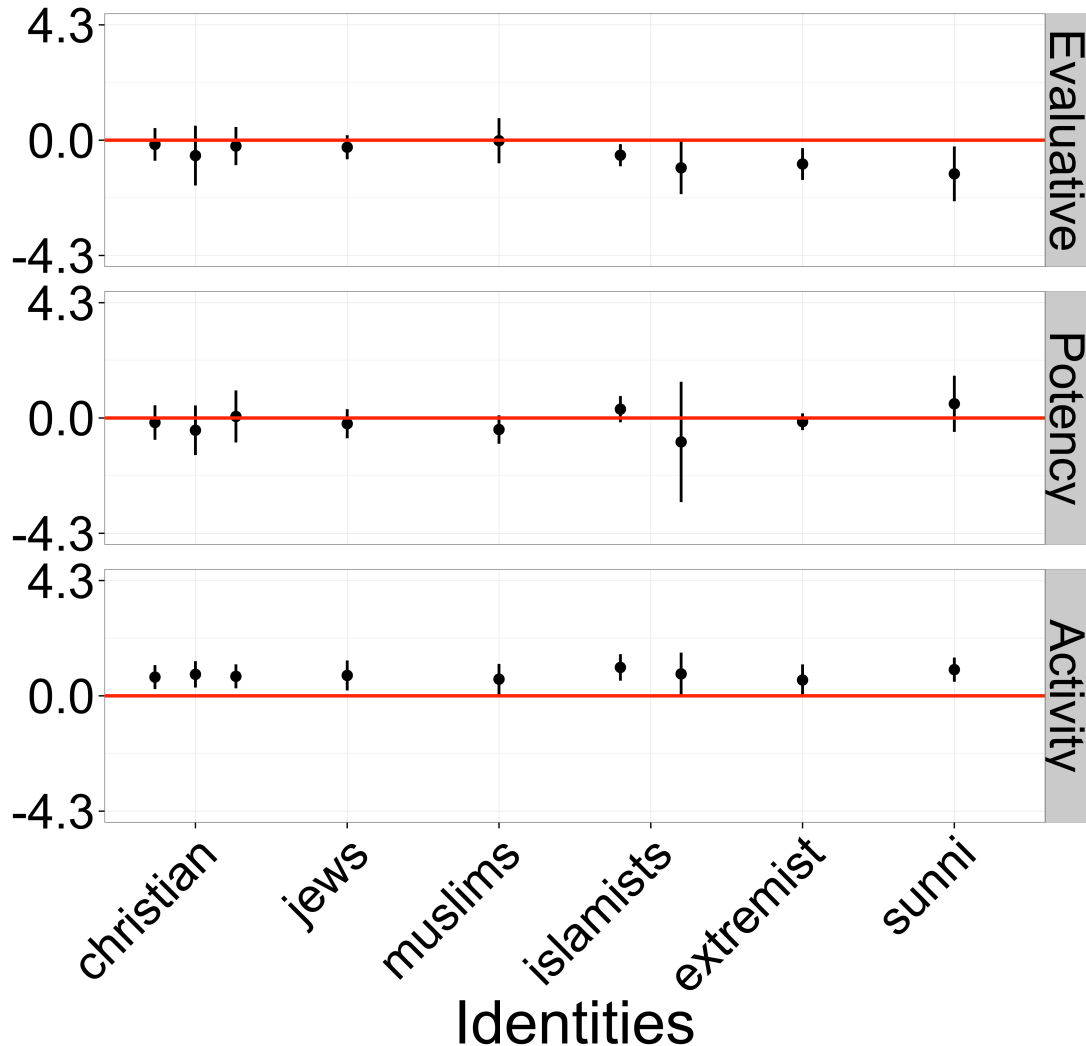 4.3
0.0
-4.3
Evaluative
4.3
0.0
-4.3
Potency
4.3
0.0
-4.3
Activity
christian
jews
muslims
islamists
extremist
sunni
Identities